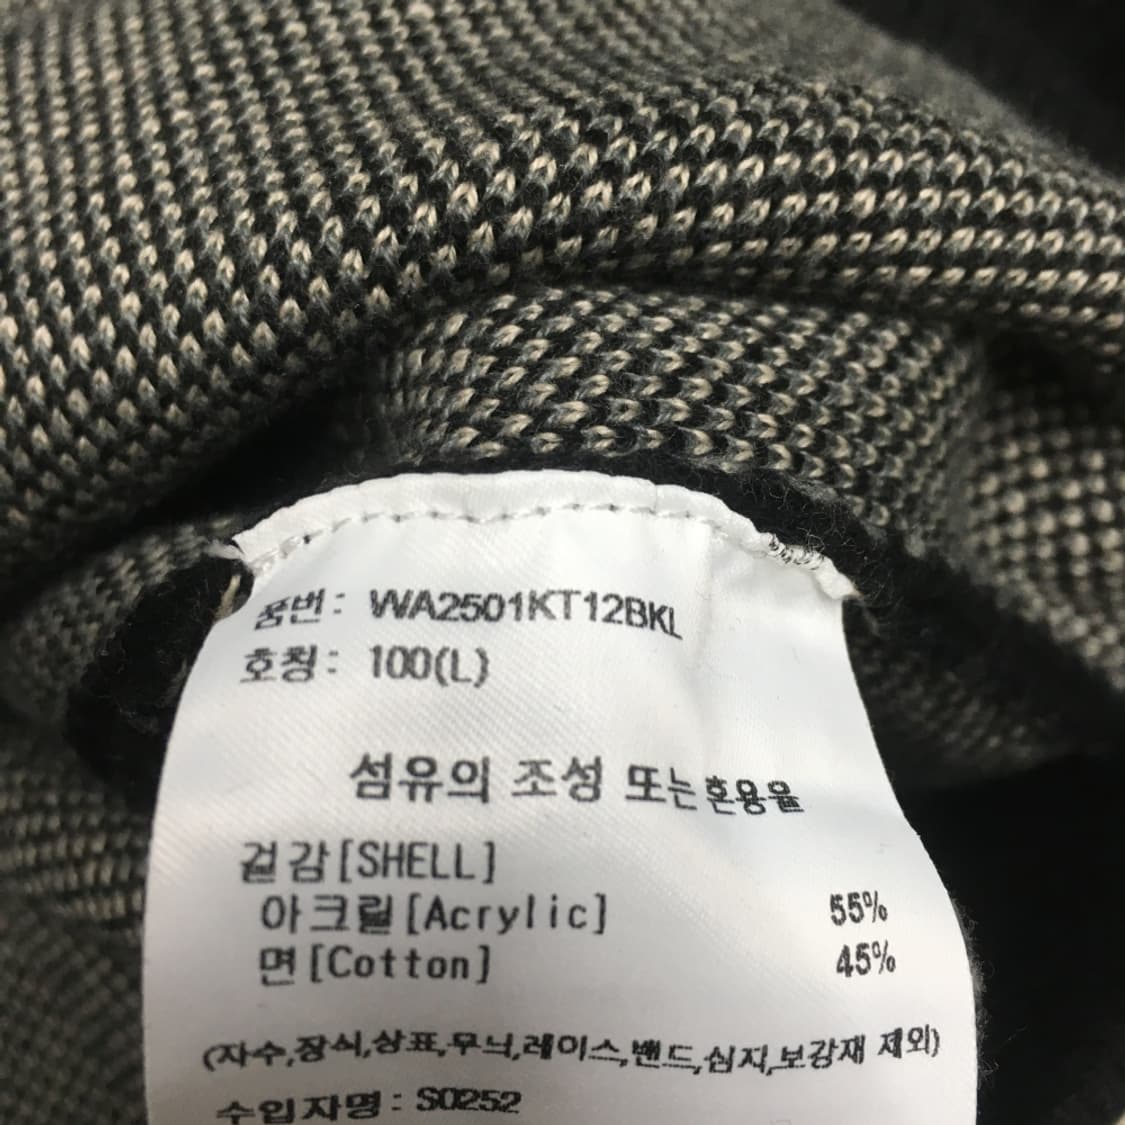 품번: WA2501KT12BKL
호칭: 100(L)
섬유의 조성 또는혼용율
겉감[SHELL]
아크릴[Acrylic] 55%
면[Cotton] 45%
(자수,장식,상표,무늬,레이스,밴드,심지,보강재 제외)
수입자명: S0252